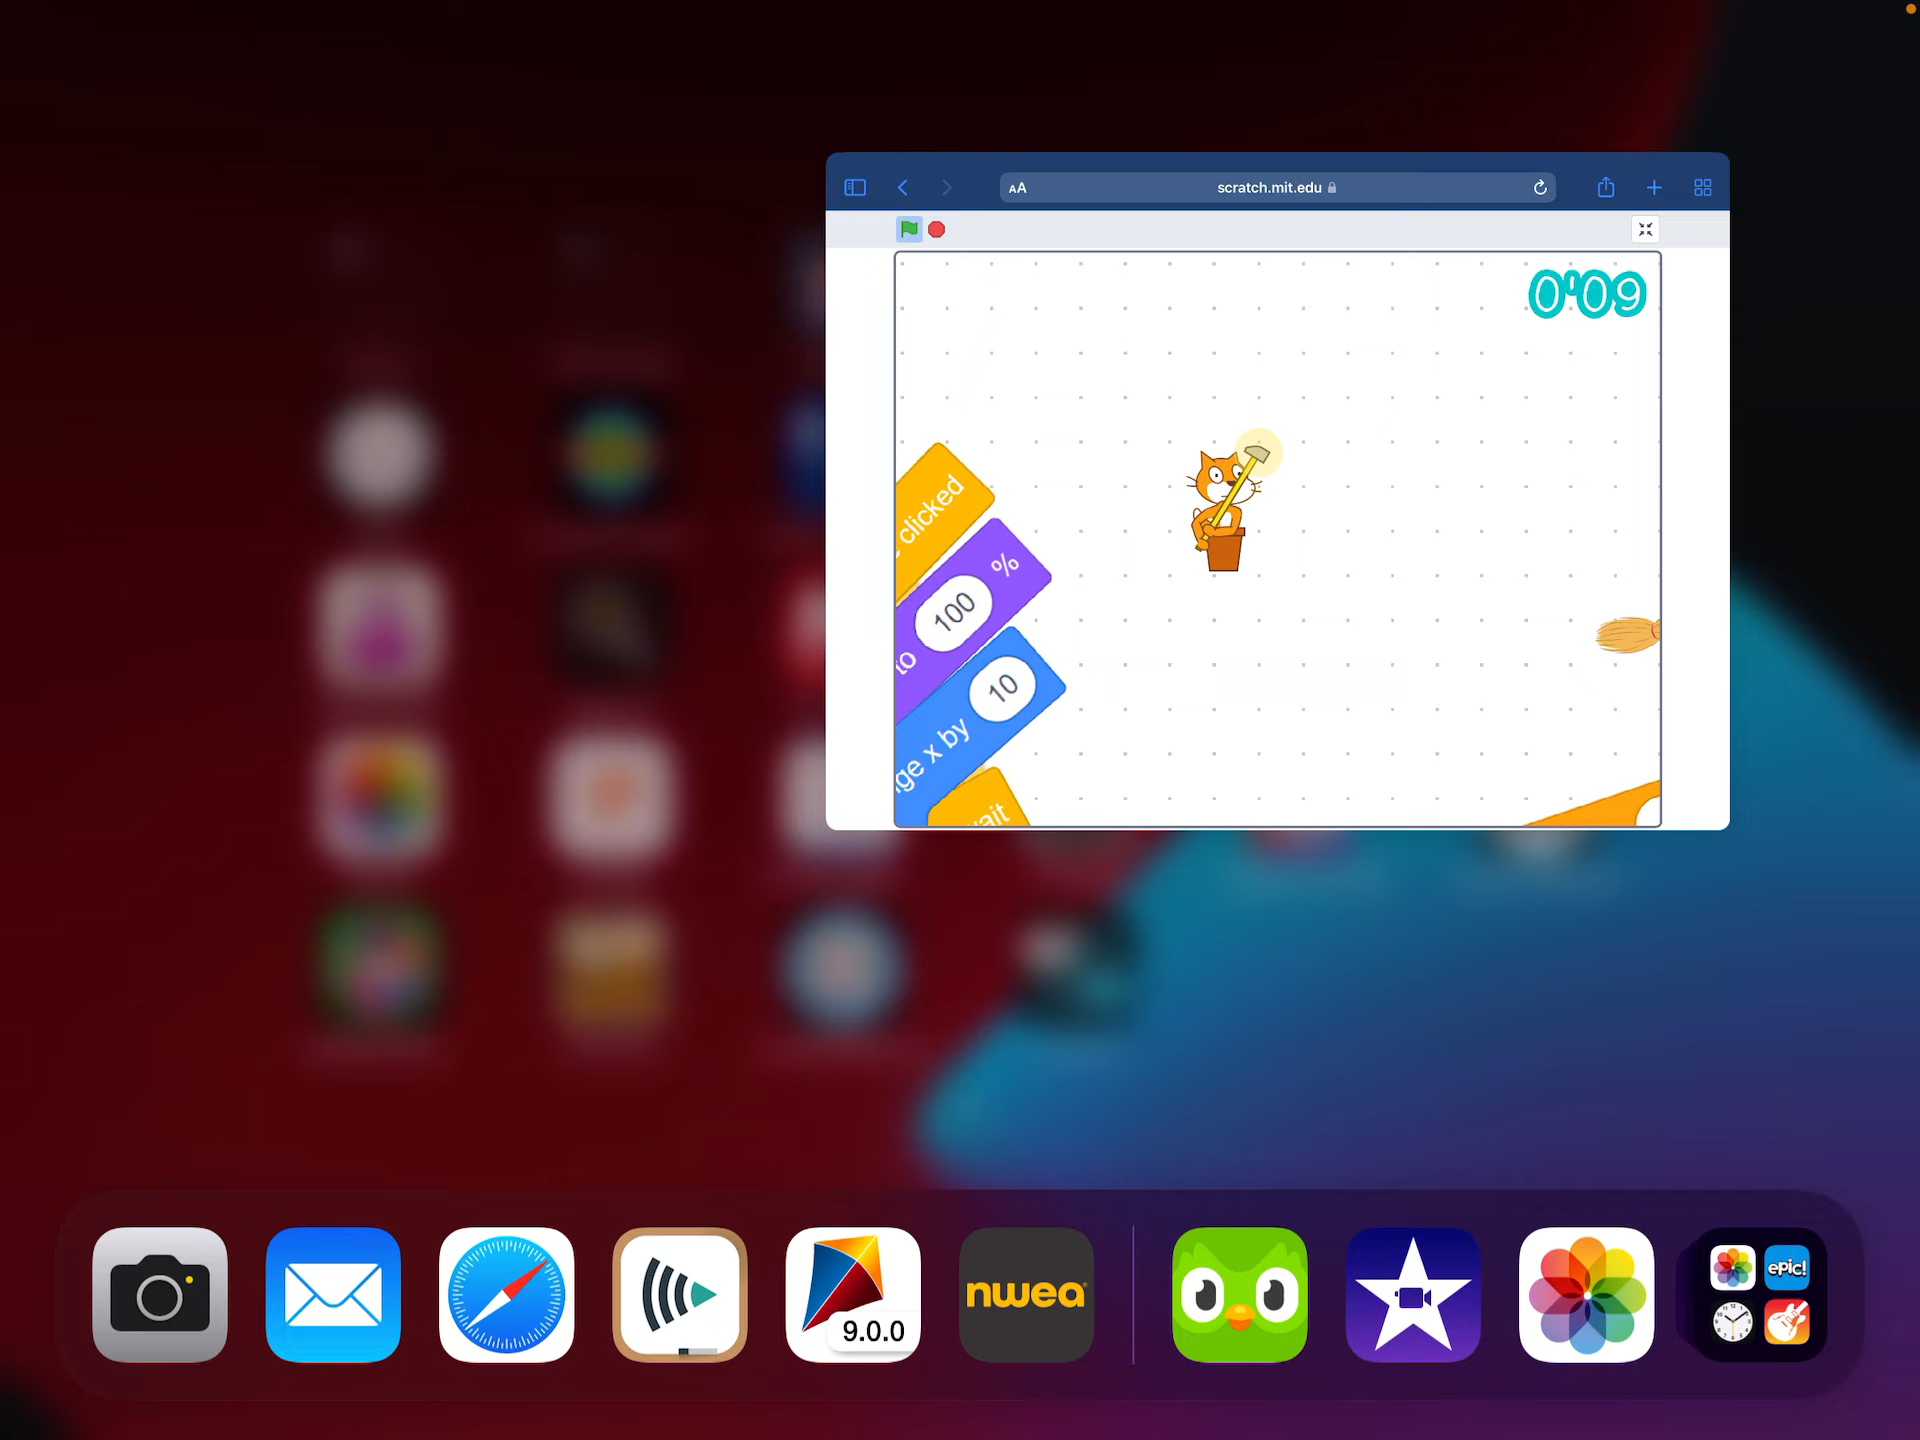 AA
scratch.mit.edu
0'09
clicked
to 100 %
ge x by 10
ait
9.0.0
nwea
epic!